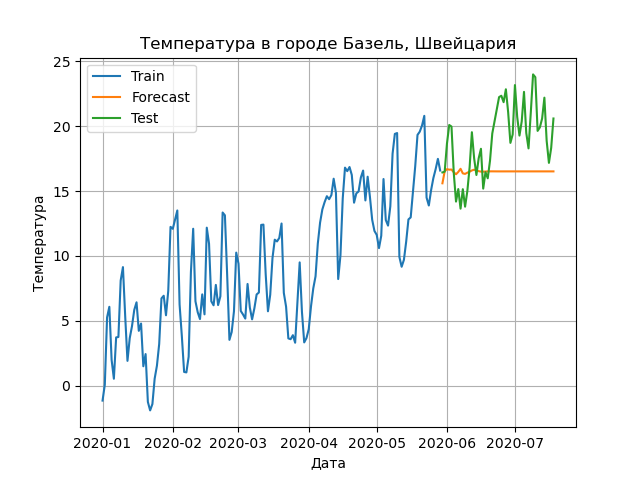 Температура в городе Базель, Швейцария
Train
Forecast
Test
25
20
15
10
5
0
Температура
2020-01 2020-02 2020-03 2020-04 2020-05 2020-06 2020-07
Дата